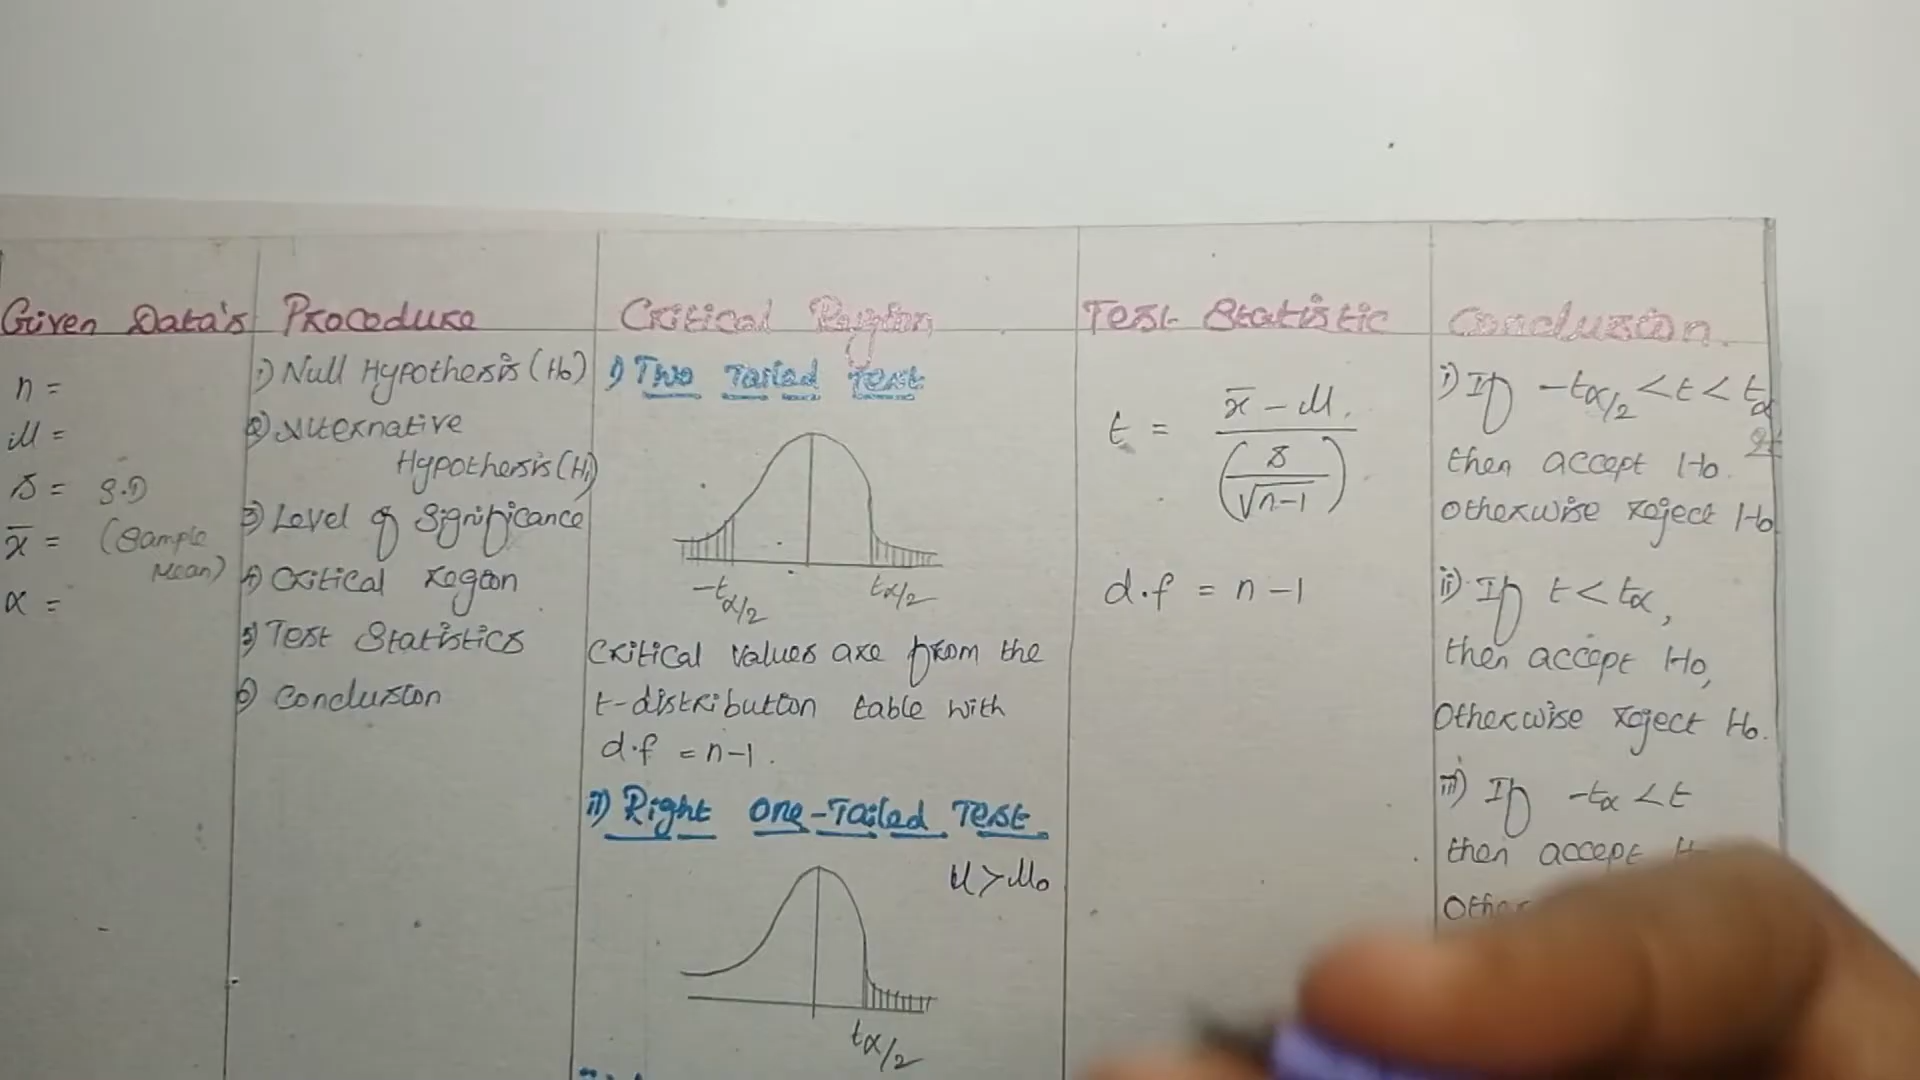 Given Data's
n =
μ =
s = S.D
x̄ = (Sample
Mean)
α =
Procedure
1) Null Hypothesis (H₀)
2) Alternative
Hypothesis (H₁)
3) Level of Significance
4) Critical region
5) Test Statistics
6) Conclusion
Critical Region
i) Two Tailed Test
-tα/2 tα/2
Critical values are from the
t-distribution table with
d.f = n-1.
ii) Right One-Tailed Test
μ > μ₀
tα/2
Test Statistic
t = x̄ - μ / (s / √n-1)
d.f = n-1
Conclusion.
i) If -tα/2 < t < tα/2
then accept H₀.
Otherwise reject H₀
ii) If t < tα,
then accept H₀,
Otherwise reject H₀.
iii) If -tα < t
then accept